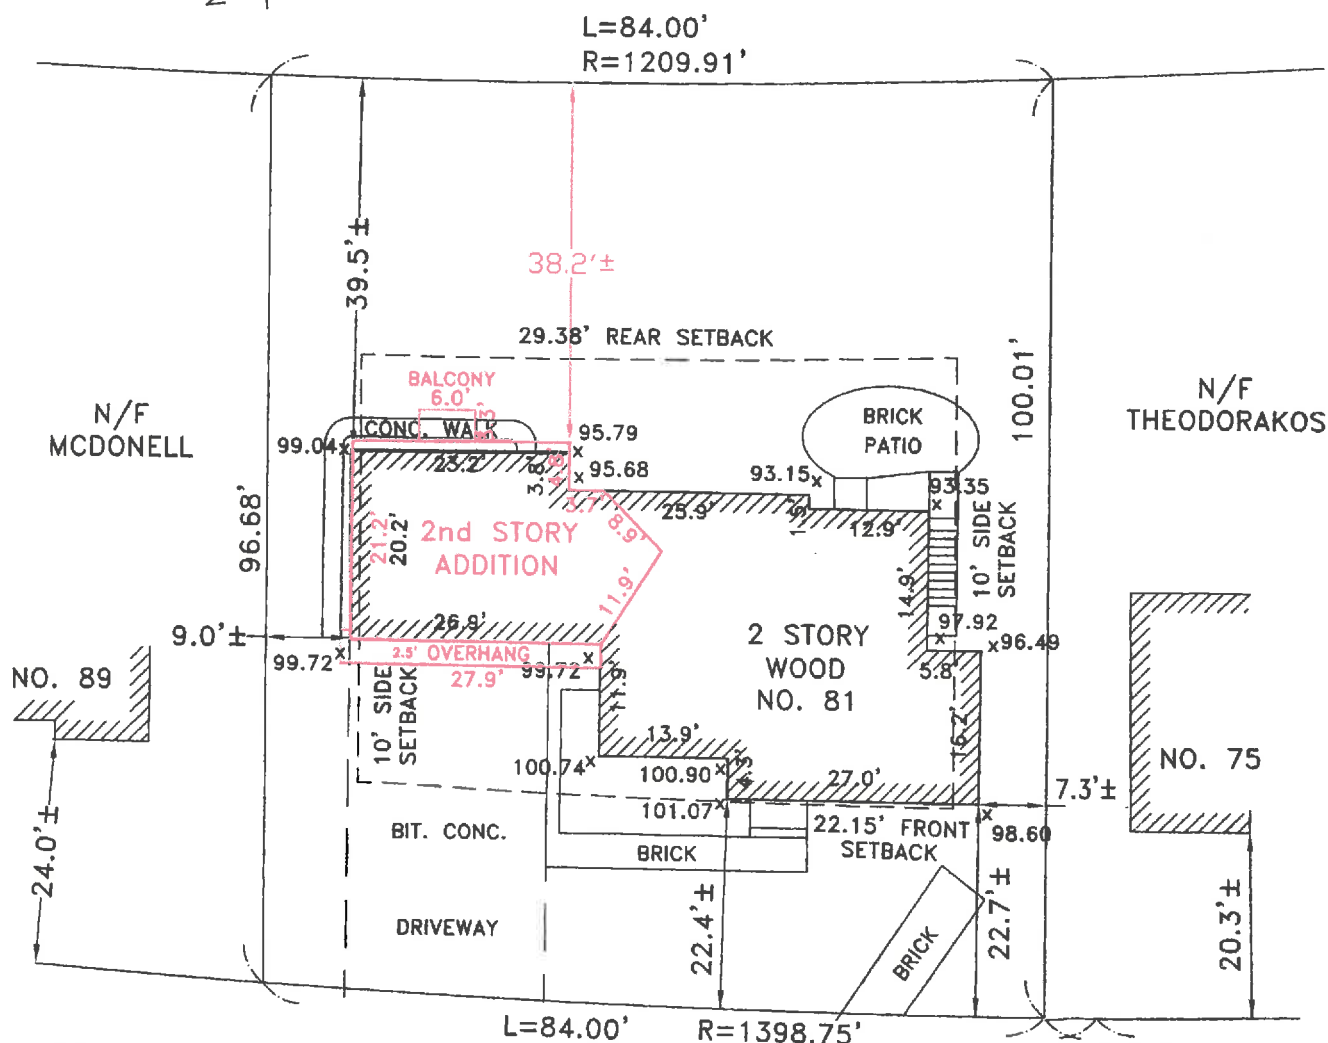 L=84.00'
R=1209.91'
39.5'±
38.2'±
29.38' REAR SETBACK
BALCONY
6.0'
N/F
MCDONELL
N/F
THEODORAKOS
100.01'
96.68'
CONC. WALK
BRICK
PATIO
99.04
95.79
95.68
93.15
93.35
23.2'
3.8'
4.8'
25.9'
1.5'
12.9'
8.9'
2nd STORY
ADDITION
21.2'
20.2'
11.9'
10' SIDE
SETBACK
14.9'
26.9'
97.92
96.49
9.0'±
2.5' OVERHANG
99.72
99.72
27.9'
2 STORY
WOOD
NO. 81
5.8'
NO. 89
10' SIDE
SETBACK
11.9'
16.2'
13.9'
4.3'
NO. 75
100.74
100.90
27.0'
7.3'±
101.07
22.15' FRONT
SETBACK
98.60
24.0'±
BIT. CONC.
BRICK
DRIVEWAY
22.4'±
BRICK
22.7'±
20.3'±
L=84.00'
R=1398.75'